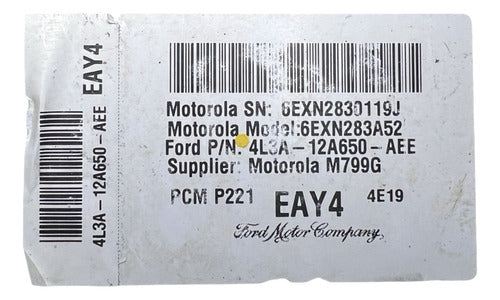 4L3A-12A650-AEE EAY4
Motorola SN: 6EXN2830119J
Motorola Model:6EXN283A52
Ford P/N: 4L3A-12A650-AEE
Supplier: Motorola M799G
PCM P221 EAY4 4E19
Ford Motor Company,